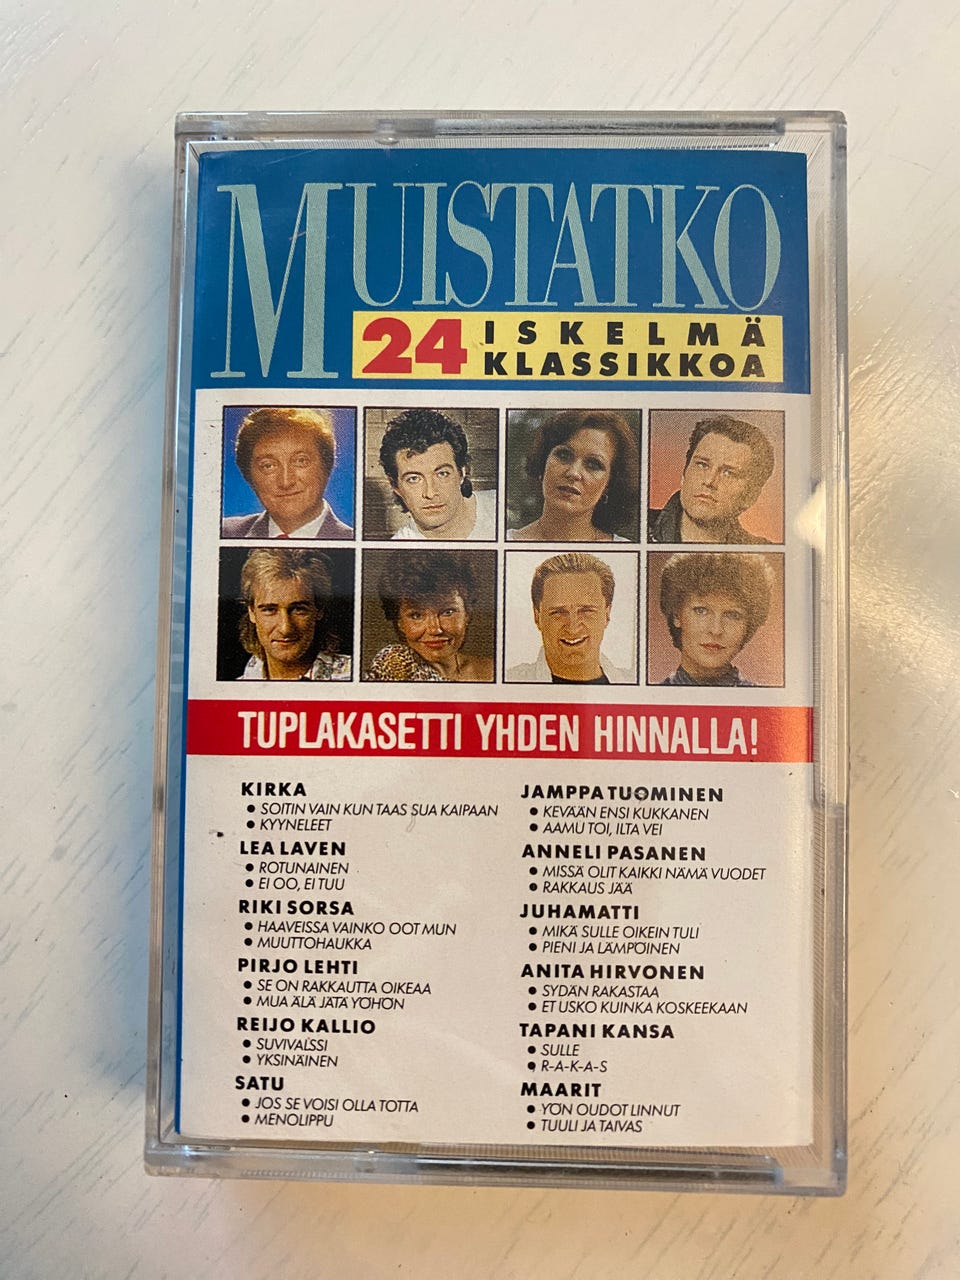 MUISTATKO
24 ISKELMÄ
KLASSIKKOA
TUPLAKASETTI YHDEN HINNALLA!
KIRKA
• SOITIN VAIN KUN TAAS SUA KAIPAAN
• KYYNELEET
LEA LAVEN
• ROTUNAINEN
• EI OO, EI TUU
RIKI SORSA
• HAAVEISSA VAINKO OOT MUN
• MUUTTOHAUKKA
PIRJO LEHTI
• SE ON RAKKAUTTA OIKEAA
• MUA ÄLÄ JÄTÄ YÖHÖN
REIJO KALLIO
• SUVIVALSSI
• YKSINÄINEN
SATU
• JOS SE VOISI OLLA TOTTA
• MENOLIPPU
JAMPPA TUOMINEN
• KEVÄÄN ENSI KUKKANEN
• AAMU TOI, ILTA VEI
ANNELI PASANEN
• MISSÄ OLIT KAIKKI NÄMÄ VUODET
• RAKKAUS JÄÄ
JUHAMATTI
• MIKÄ SULLE OIKEIN TULI
• PIENI JA LÄMPÖINEN
ANITA HIRVONEN
• SYDÄN RAKASTAA
• ET USKO KUINKA KOSKEEKAAN
TAPANI KANSA
• SULLE
• R-A-K-A-S
MAARIT
• YÖN OUDOT LINNUT
• TUULI JA TAIVAS